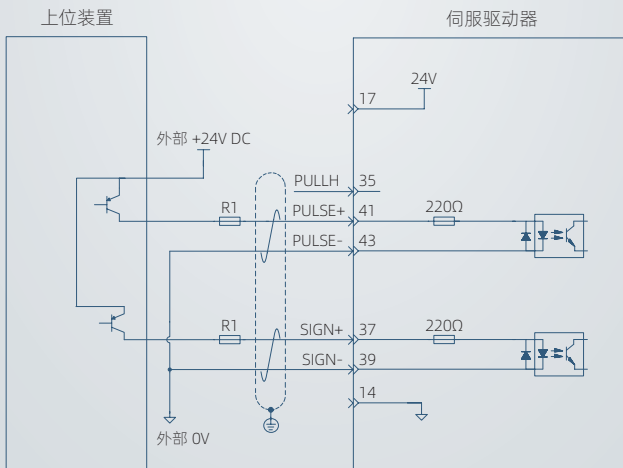 上位装置
伺服驱动器
24V
17
外部 +24V DC
PULLH 35
R1 PULSE+ 41 220Ω
PULSE- 43
R1 SIGN+ 37 220Ω
SIGN- 39
14
外部 0V